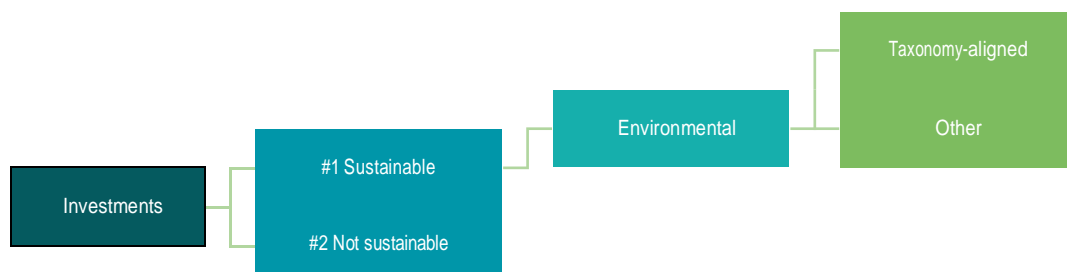 Investments
#1 Sustainable
#2 Not sustainable
Environmental
Taxonomy-aligned
Other